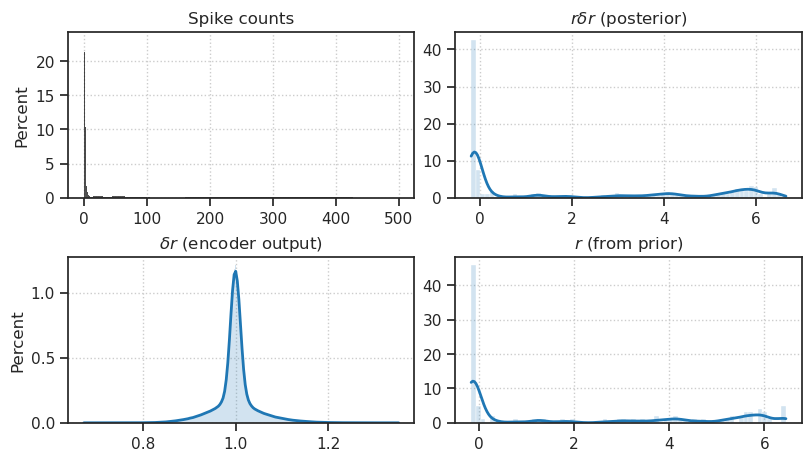 Spike counts
Percent
20
15
10
5
0
0 100 200 300 400 500
rδr (posterior)
40
30
20
10
0
0 2 4 6
δr (encoder output)
Percent
1.0
0.5
0.0
0.8 1.0 1.2
r (from prior)
40
30
20
10
0
0 2 4 6